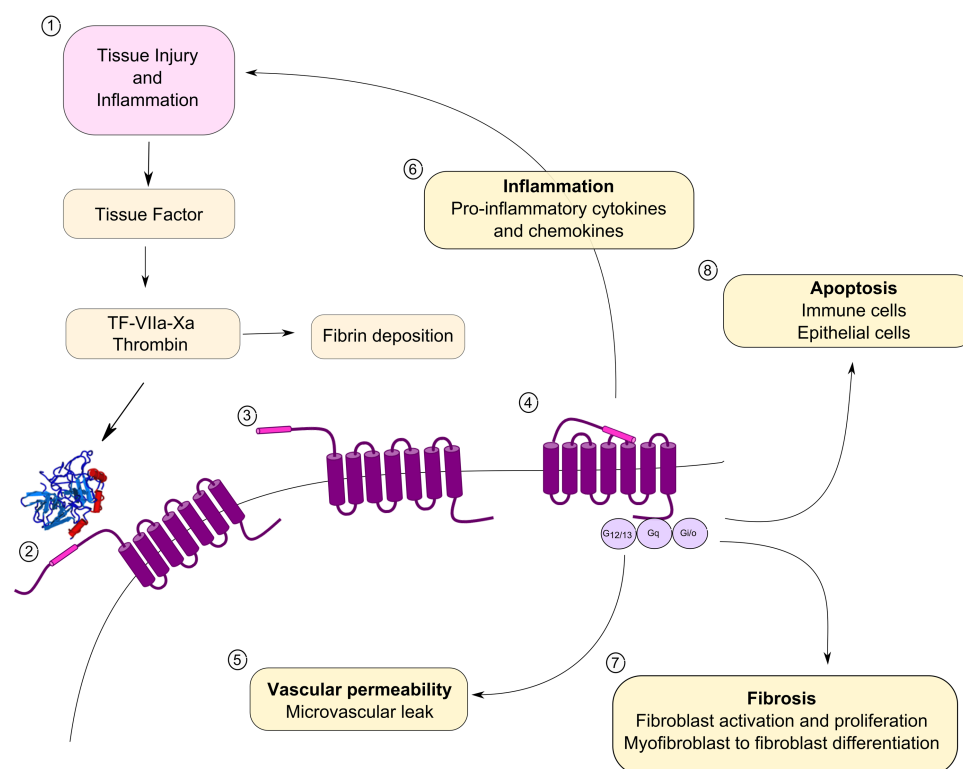 1
Tissue Injury
and
Inflammation
Tissue Factor
TF-VIIa-Xa
Thrombin
Fibrin deposition
6
Inflammation
Pro-inflammatory cytokines
and chemokines
8
Apoptosis
Immune cells
Epithelial cells
3
4
2
G12/13
Gq
Gi/o
5
Vascular permeability
Microvascular leak
7
Fibrosis
Fibroblast activation and proliferation
Myofibroblast to fibroblast differentiation